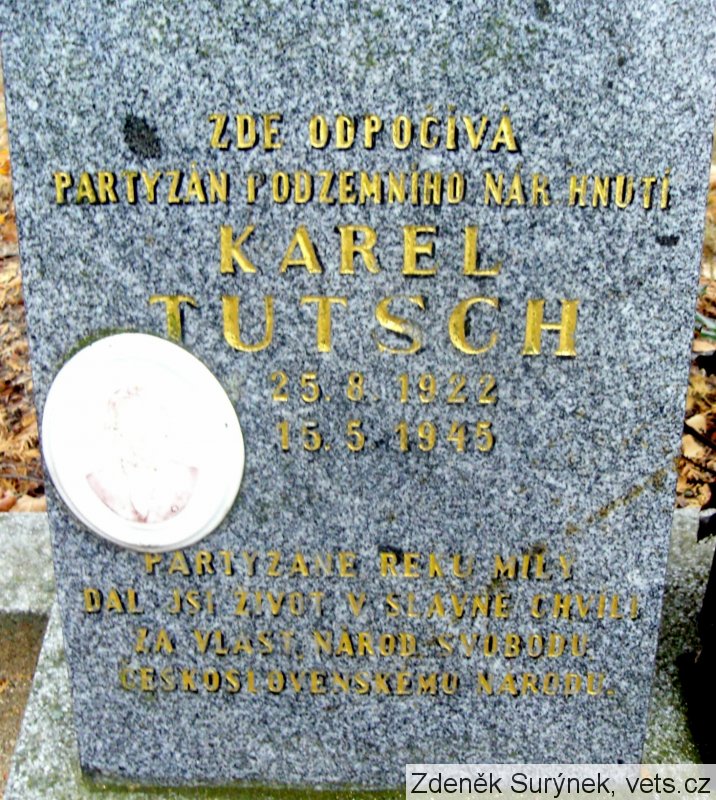 ZDE ODPOČÍVÁ
PARTYZÁN PODZEMNÍHO NÁR. HNUTÍ
KAREL
TUTSCH
25. 8. 1922
15. 5. 1945
PARTYZÁNE REKU MILÝ
DAL JSI ŽIVOT V SLAVNÉ CHVÍLI
ZA VLAST, NÁROD, SVOBODU,
ČESKOSLOVENSKÉMU NÁRODU.
Zdeněk Surýnek, vets.cz